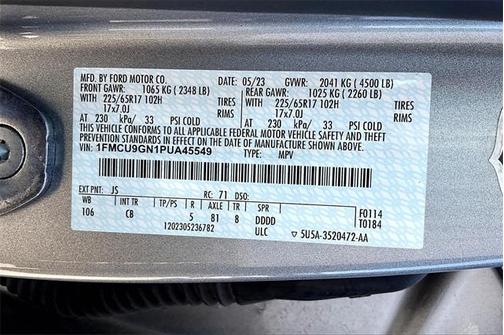 MFD. BY FORD MOTOR CO. 05/23 GVWR: 2041 KG ( 4500 LB)
FRONT GAWR: 1065 KG ( 2348 LB) REAR GAWR: 1025 KG ( 2260 LB)
WITH 225/65R17 102H WITH 225/65R17 102H
17x7.0J 17x7.0J
AT 230 kPa/ 33 PSI COLD AT 230 kPa/ 33 PSI COLD
THIS VEHICLE CONFORMS TO ALL APPLICABLE FEDERAL MOTOR VEHICLE SAFETY, BUMPER, AND THEFT
PREVENTION STANDARDS IN EFFECT ON THE DATE OF MANUFACTURE SHOWN ABOVE.
VIN: 1FMCU9GN1PUA45549 TYPE: MPV
EXT PNT: JS RC: 71 DSO:
WB INT TR TP/PS R AXLE TR SPR F0114
106 CB 5 81 8 DDDD T0184
1202305236782 ULC 5U5A-3520472-AA